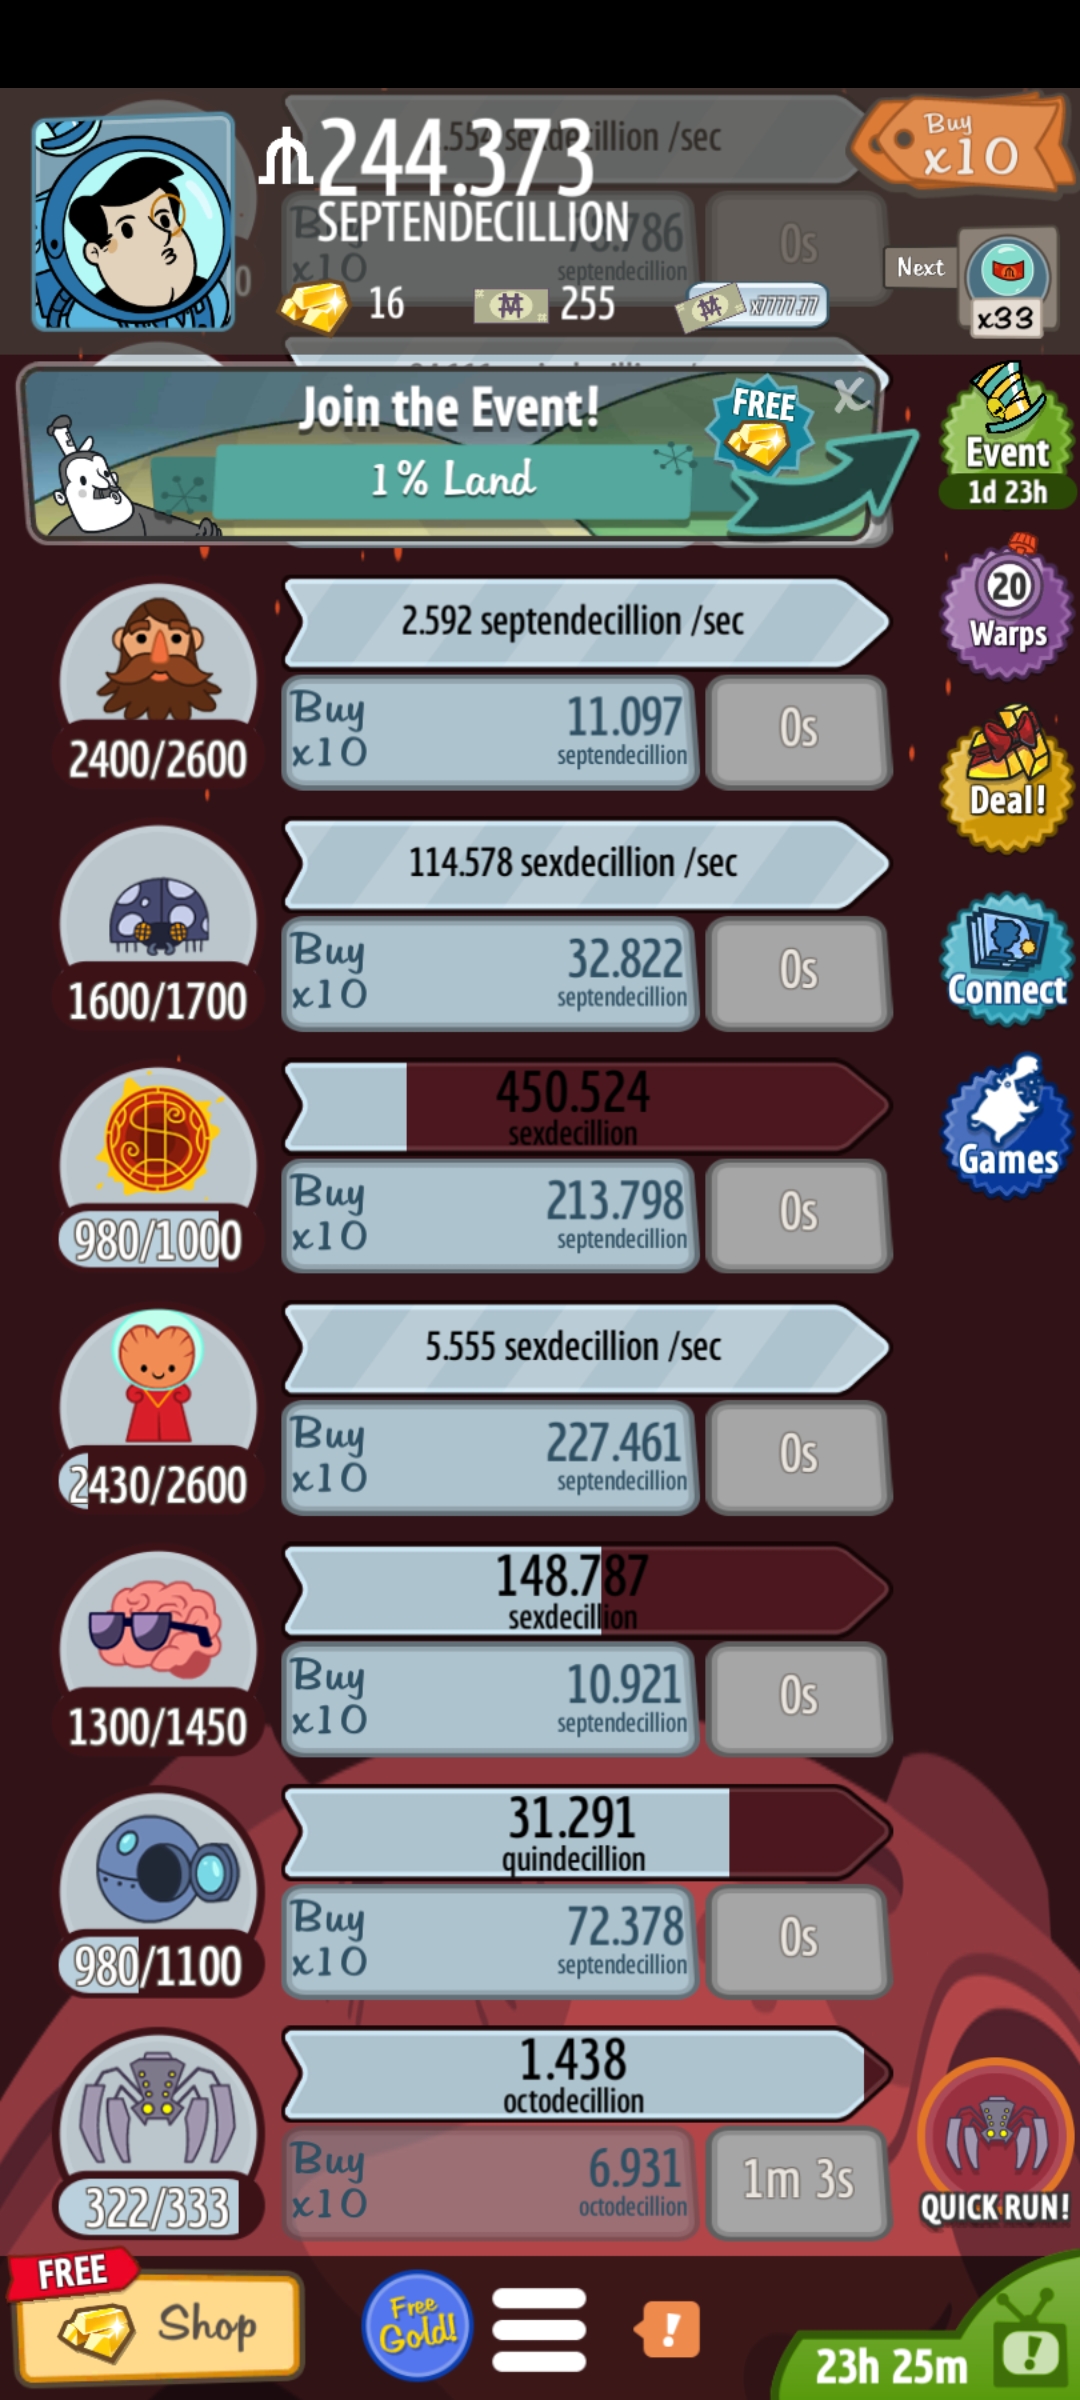 244.373
SEPTENDECILLION
Buy
x10
Buy
x10
78.786
septendecillion
0s
16
255
x7777.77
Next
x33
Join the Event!
1% Land
FREE
X
Event
1d 23h
20
Warps
Deal!
Connect
Games
2.592 septendecillion /sec
2400/2600
Buy
x10
11.097
septendecillion
0s
114.578 sexdecillion /sec
1600/1700
Buy
x10
32.822
septendecillion
0s
450.524
sexdecillion
980/1000
Buy
x10
213.798
septendecillion
0s
5.555 sexdecillion /sec
2430/2600
Buy
x10
227.461
septendecillion
0s
148.787
sexdecillion
1300/1450
Buy
x10
10.921
septendecillion
0s
31.291
quindecillion
980/1100
Buy
x10
72.378
septendecillion
0s
1.438
octodecillion
322/333
Buy
x10
6.931
octodecillion
1m 3s
QUICK RUN!
FREE
Shop
Free
Gold!
!
23h 25m
!